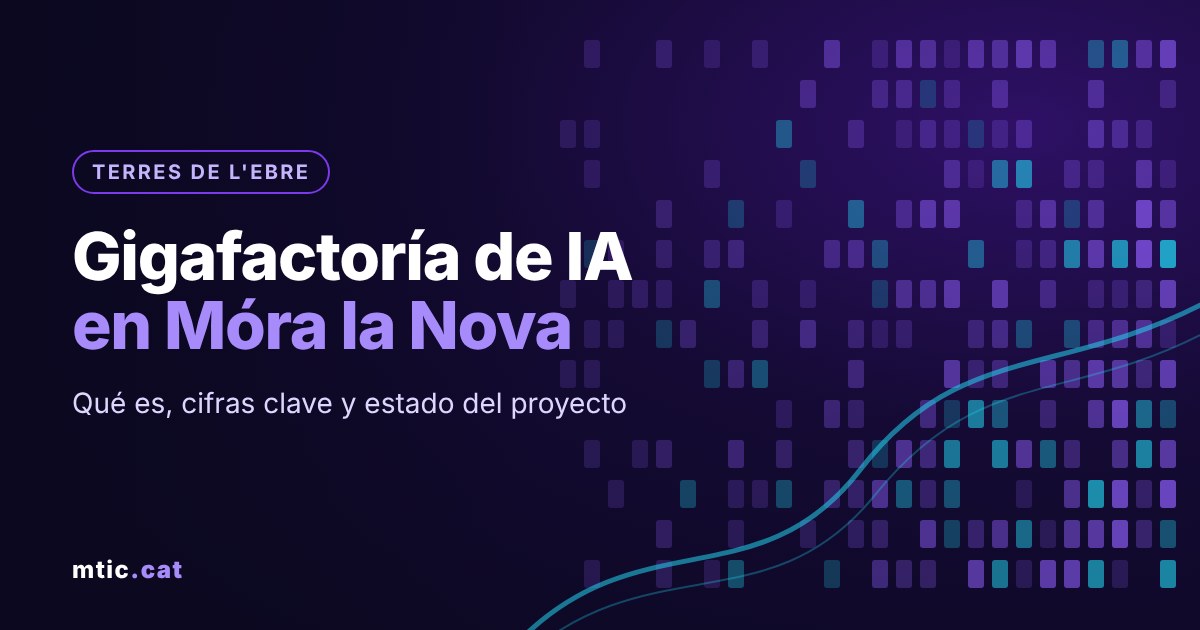 TERRES DE L'EBRE
Gigafactoría de IA
en Móra la Nova
Qué es, cifras clave y estado del proyecto
mtic.cat